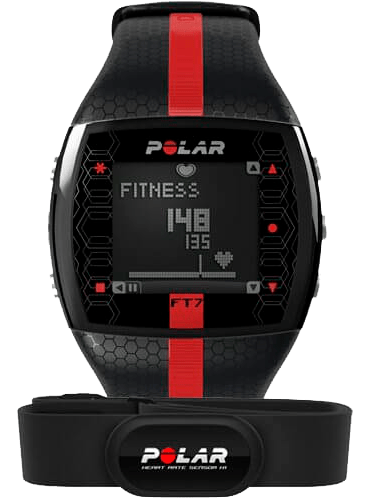 POLAR
FITNESS
148
135
FT7
POLAR
HEART RATE SENSOR H1